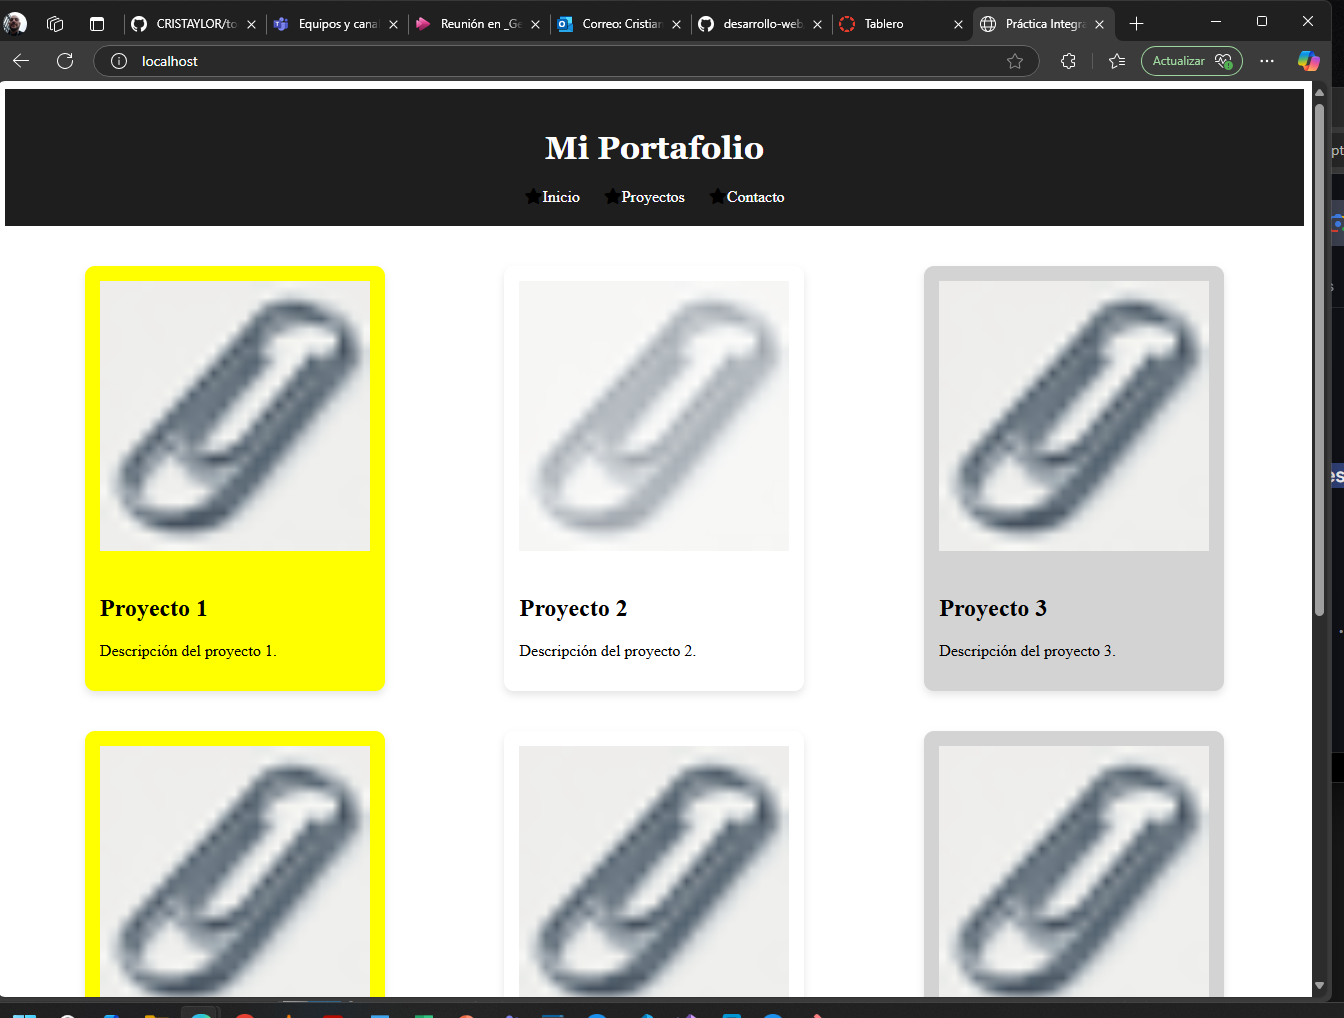 CRISTAYLOR/to
Equipos y cana
Reunión en _Ge
Correo: Cristian
desarrollo-web
Tablero
Práctica Integra
localhost
Actualizar
Mi Portafolio
Inicio
Proyectos
Contacto
Proyecto 1
Proyecto 2
Proyecto 3
Descripción del proyecto 1.
Descripción del proyecto 2.
Descripción del proyecto 3.